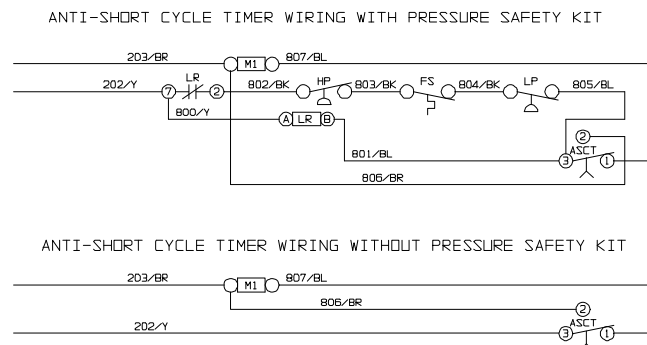 ANTI-SHORT CYCLE TIMER WIRING WITH PRESSURE SAFETY KIT
203/BR M1 807/BL
202/Y 7 LR 2 802/BK HP 803/BK FS 804/BK LP 805/BL
800/Y A LR B
2
801/BL 3 ASCT 1
806/BR
ANTI-SHORT CYCLE TIMER WIRING WITHOUT PRESSURE SAFETY KIT
203/BR M1 807/BL
806/BR 2
202/Y 3 ASCT 1